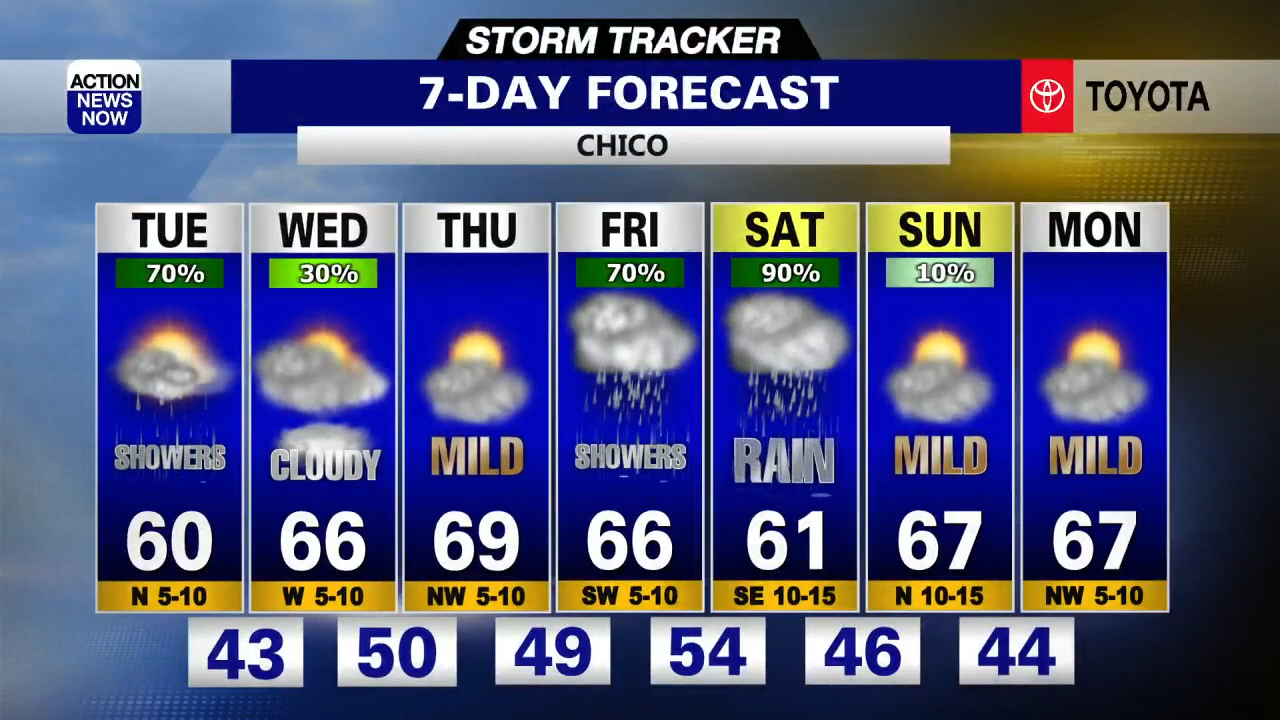 STORM TRACKER
ACTION
NEWS
NOW
7-DAY FORECAST
TOYOTA
CHICO
TUE WED THU FRI SAT SUN MON
70% 30% 70% 90% 10%
SHOWERS CLOUDY MILD SHOWERS RAIN MILD MILD
60 66 69 66 61 67 67
N 5-10 W 5-10 NW 5-10 SW 5-10 SE 10-15 N 10-15 NW 5-10
43 50 49 54 46 44